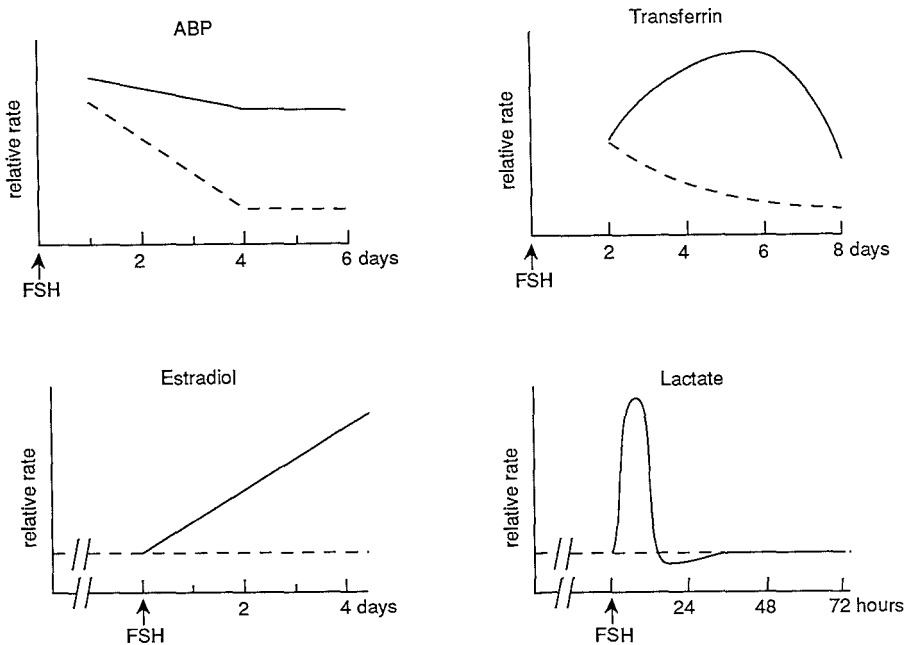 ABP
relative rate
2 4 6 days
FSH
Transferrin
relative rate
2 4 6 8 days
FSH
Estradiol
relative rate
2 4 days
FSH
Lactate
relative rate
24 48 72 hours
FSH